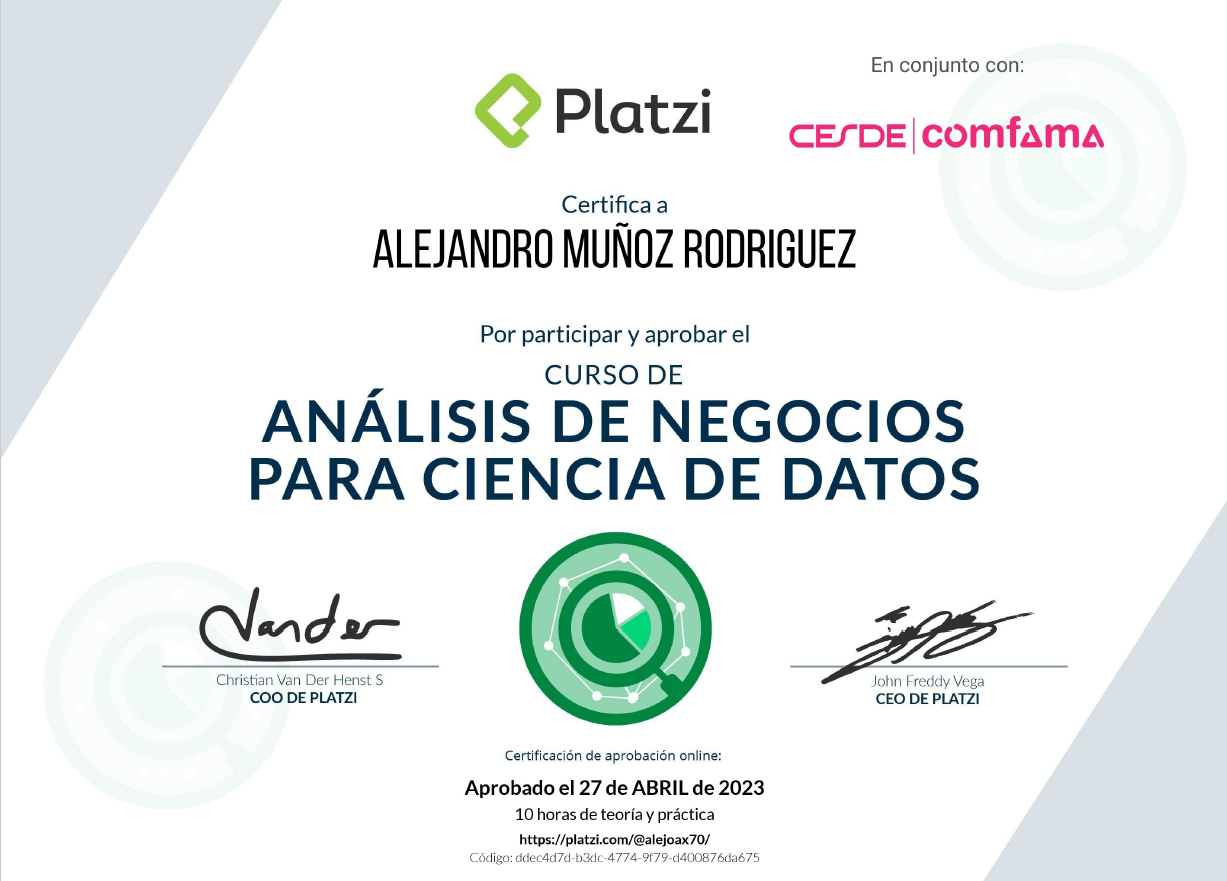 Platzi
En conjunto con:
CESDE | comfama
Certifica a
ALEJANDRO MUÑOZ RODRIGUEZ
Por participar y aprobar el
CURSO DE
ANÁLISIS DE NEGOCIOS
PARA CIENCIA DE DATOS
Vander
Christian Van Der Henst S
COO DE PLATZI
John Freddy Vega
CEO DE PLATZI
Certificación de aprobación online:
Aprobado el 27 de ABRIL de 2023
10 horas de teoría y práctica
https://platzi.com/@alejoax70/
Código: ddec4d7d-b3dc-4774-9f79-d400876da675